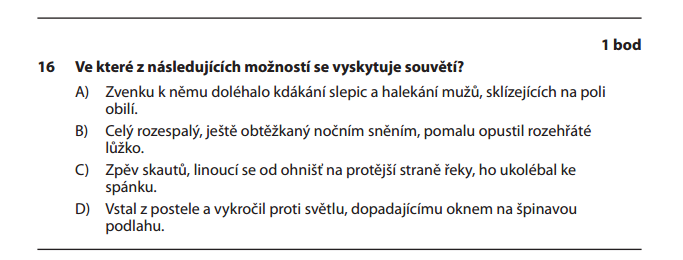 1 bod
16 Ve které z následujících možností se vyskytuje souvětí?
A) Zvenku k němu doléhalo kdákání slepic a halekání mužů, sklízejících na poli
obilí.
B) Celý rozespalý, ještě obtěžkaný nočním sněním, pomalu opustil rozehřáté
lůžko.
C) Zpěv skautů, linoucí se od ohnišť na protější straně řeky, ho ukolébal ke
spánku.
D) Vstal z postele a vykročil proti světlu, dopadajícímu oknem na špinavou
podlahu.